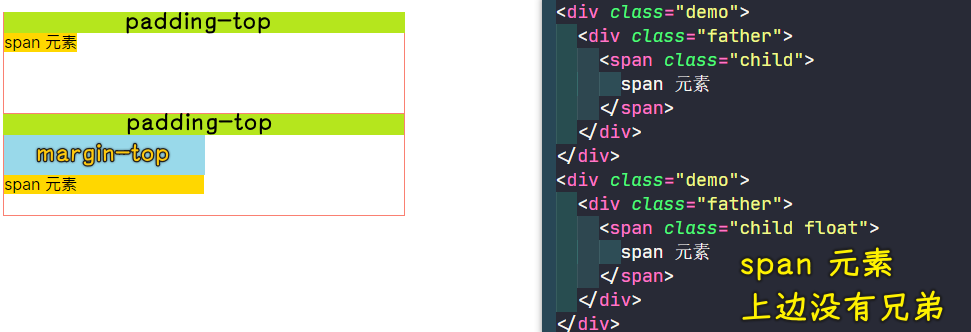 padding-top
span 元素
padding-top
margin-top
span 元素
<div class="demo">
<div class="father">
<span class="child">
span 元素
</span>
</div>
</div>
<div class="demo">
<div class="father">
<span class="child float">
span 元素
</span>
</div>
</div>
span 元素
上边没有兄弟